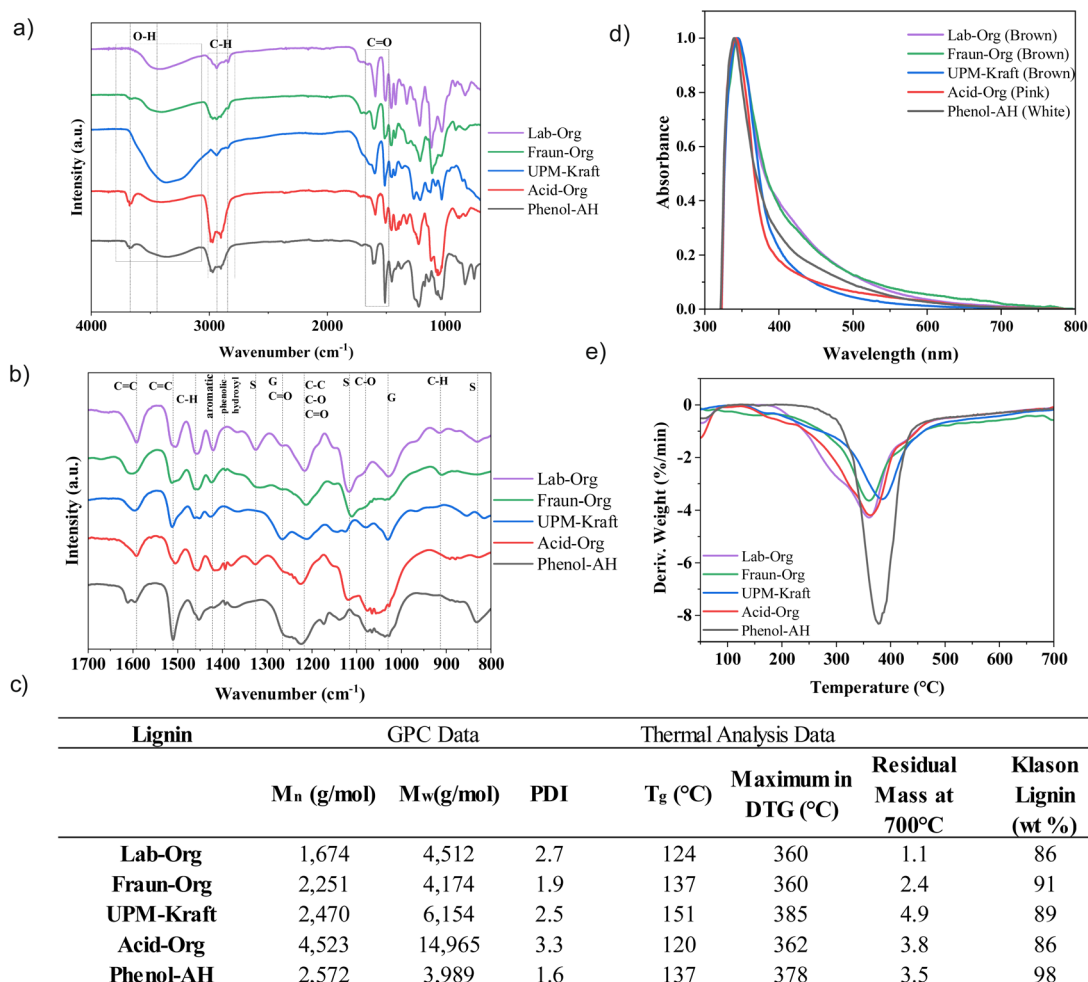 a)
O-H
C-H
C=O
Intensity (a.u.)
Lab-Org
Fraun-Org
UPM-Kraft
Acid-Org
Phenol-AH
4000 3000 2000 1000
Wavenumber (cm-1)
d)
Lab-Org (Brown)
Fraun-Org (Brown)
UPM-Kraft (Brown)
Acid-Org (Pink)
Phenol-AH (White)
1.0
0.8
0.6
0.4
0.2
0.0
Absorbance
300 400 500 600 700 800
Wavelength (nm)
b)
C=C
C=C
C-H
aromatic
phenolic
hydroxyl
S
G
C=O
C-C
C-O
C=O
S
C-O
G
C-H
S
Intensity (a.u.)
Lab-Org
Fraun-Org
UPM-Kraft
Acid-Org
Phenol-AH
1700 1600 1500 1400 1300 1200 1100 1000 900 800
Wavenumber (cm-1)
e)
0
-2
-4
-6
-8
Deriv. Weight (%/min)
Lab-Org
Fraun-Org
UPM-Kraft
Acid-Org
Phenol-AH
100 200 300 400 500 600 700
Temperature (°C)
c)
Lignin GPC Data Thermal Analysis Data
Mn (g/mol) Mw(g/mol) PDI Tg (°C) Maximum in DTG (°C) Residual Mass at 700°C Klason Lignin (wt %)
Lab-Org 1,674 4,512 2.7 124 360 1.1 86
Fraun-Org 2,251 4,174 1.9 137 360 2.4 91
UPM-Kraft 2,470 6,154 2.5 151 385 4.9 89
Acid-Org 4,523 14,965 3.3 120 362 3.8 86
Phenol-AH 2,572 3,989 1.6 137 378 3.5 98